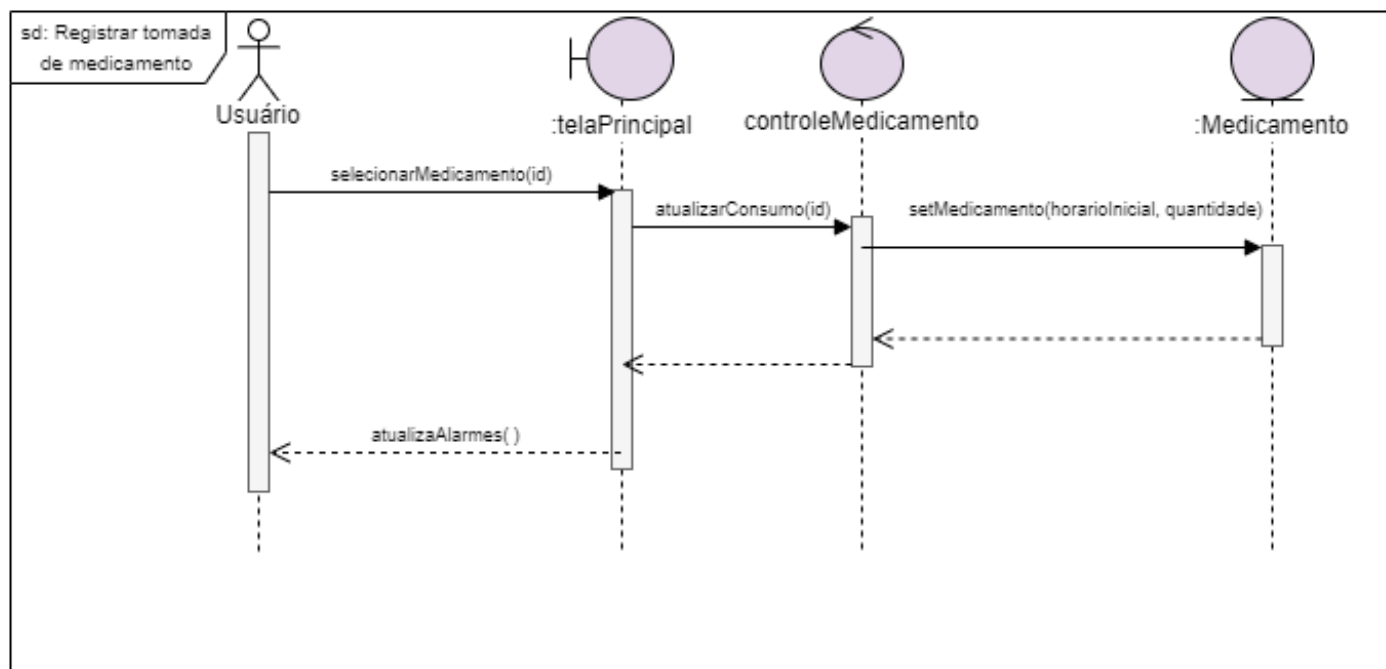 sd: Registrar tomada
de medicamento
Usuário
:telaPrincipal
controleMedicamento
:Medicamento
selecionarMedicamento(id)
atualizarConsumo(id)
setMedicamento(horarioInicial, quantidade)
atualizaAlarmes( )